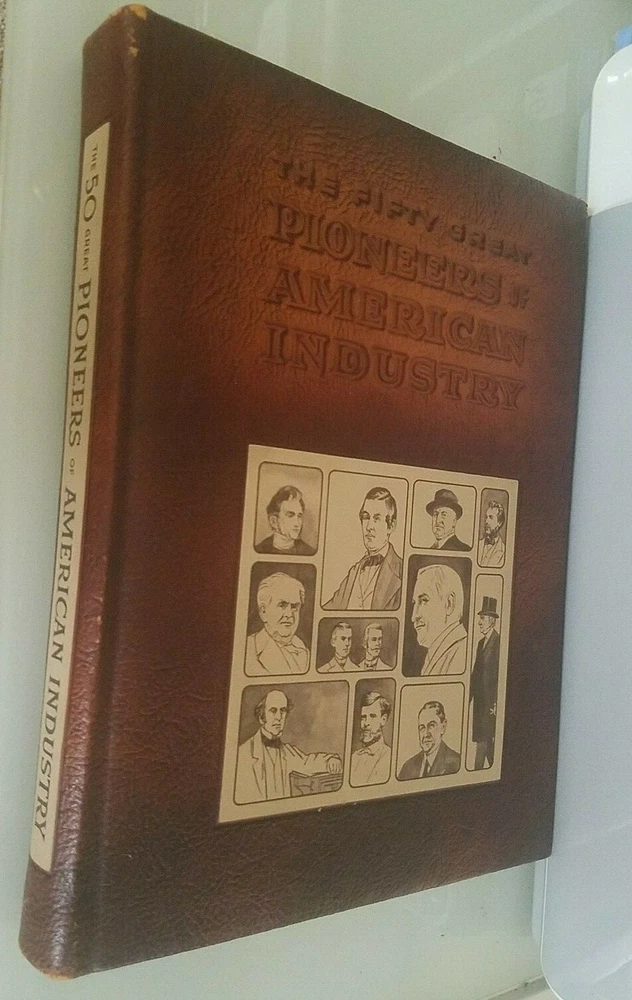 THE 50 GREAT PIONEERS OF AMERICAN INDUSTRY
THE FIFTY GREAT
PIONEERS OF
AMERICAN
INDUSTRY